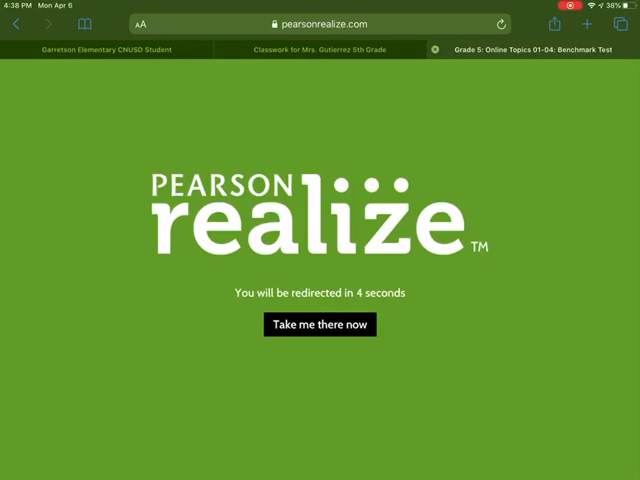 4:38 PM Mon Apr 6 38%
AA pearsonrealize.com
Garretson Elementary CNUSD Student Classwork for Mrs. Gutierrez 5th Grade Grade 5: Online Topics 01-04: Benchmark Test
PEARSON
realize TM
You will be redirected in 4 seconds
Take me there now